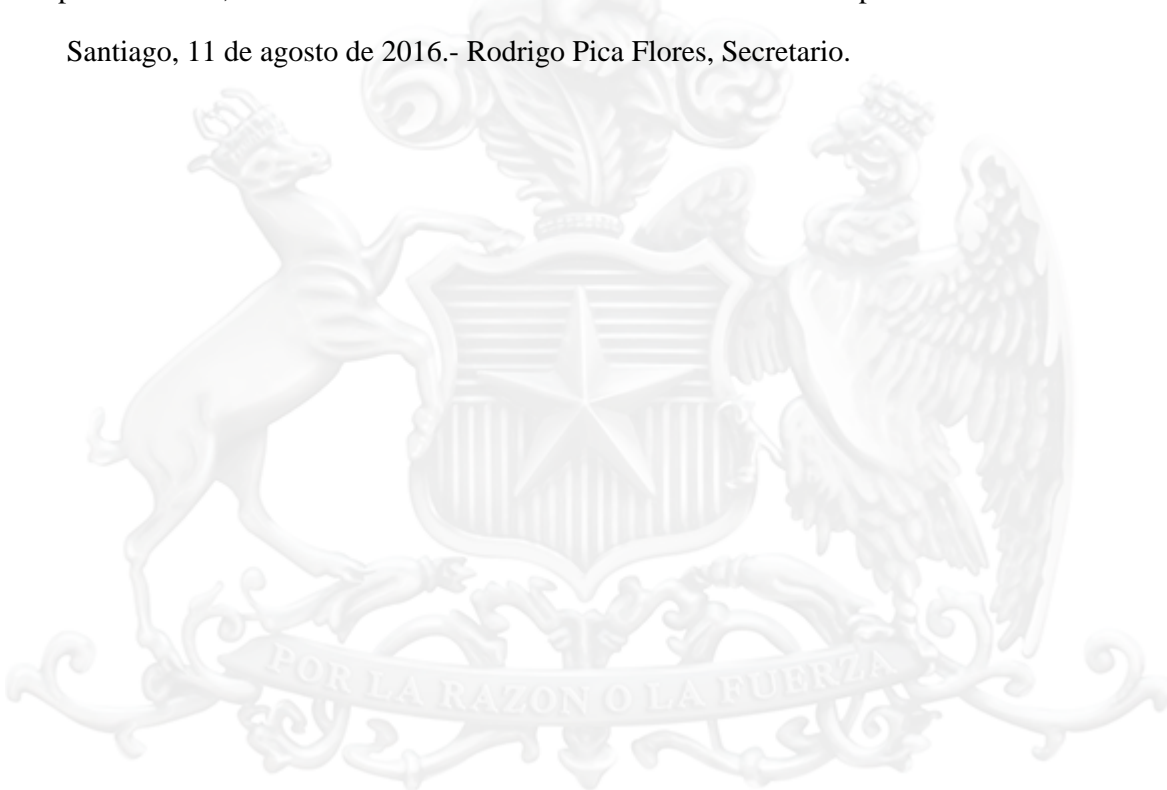 Santiago, 11 de agosto de 2016.- Rodrigo Pica Flores, Secretario.
POR LA RAZON O LA FUERZA